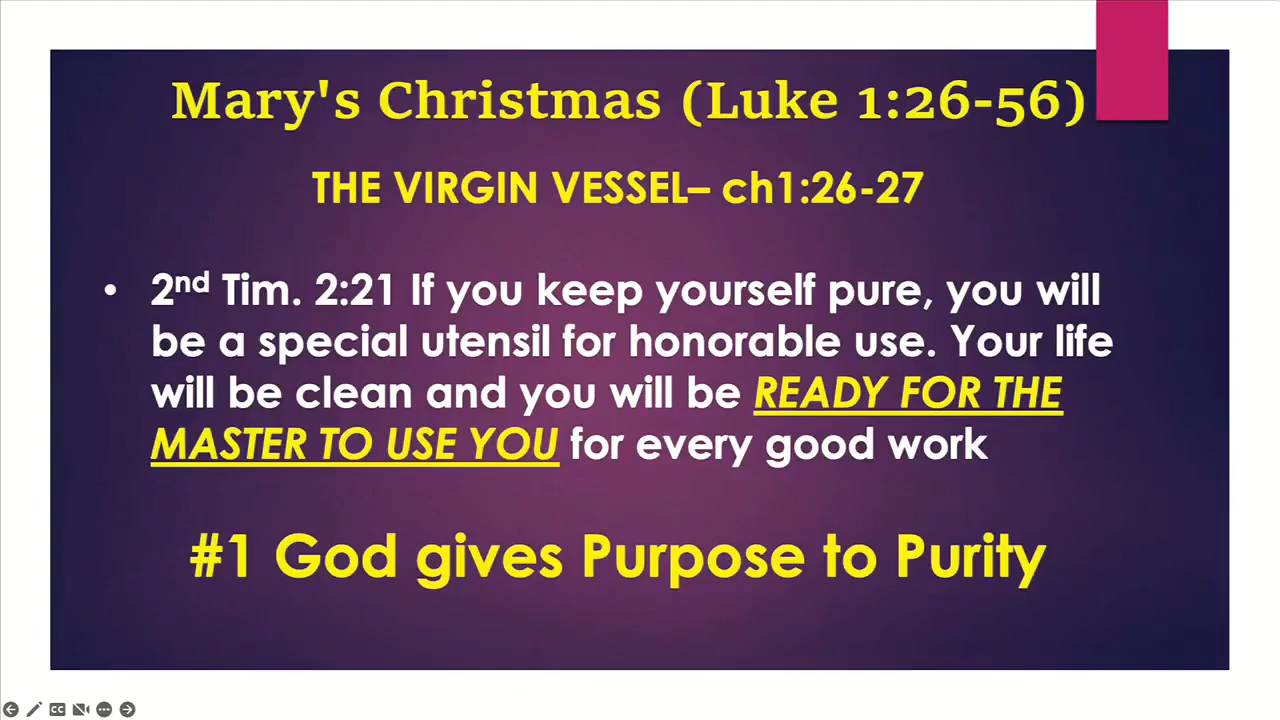 Mary's Christmas (Luke 1:26-56)
THE VIRGIN VESSEL– ch1:26-27
• 2nd Tim. 2:21 If you keep yourself pure, you will
be a special utensil for honorable use. Your life
will be clean and you will be READY FOR THE
MASTER TO USE YOU for every good work
#1 God gives Purpose to Purity
CC